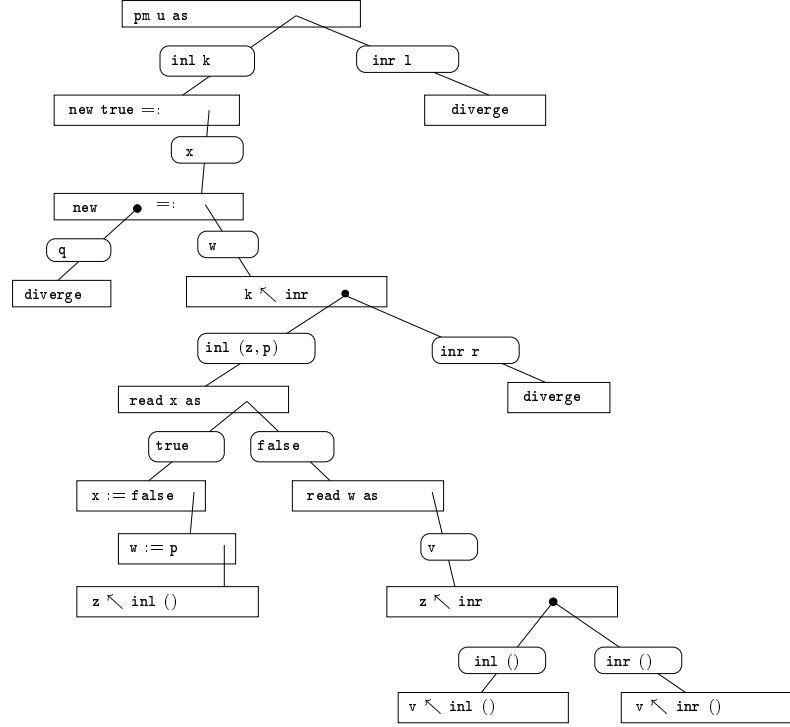 pm u as
inl k
inr l
new true =:
diverge
x
new =:
q
w
diverge
k ↖ inr
inl (z,p)
inr r
read x as
diverge
true
false
x := false
read w as
w := p
v
z ↖ inl ()
z ↖ inr
inl ()
inr ()
v ↖ inl ()
v ↖ inr ()